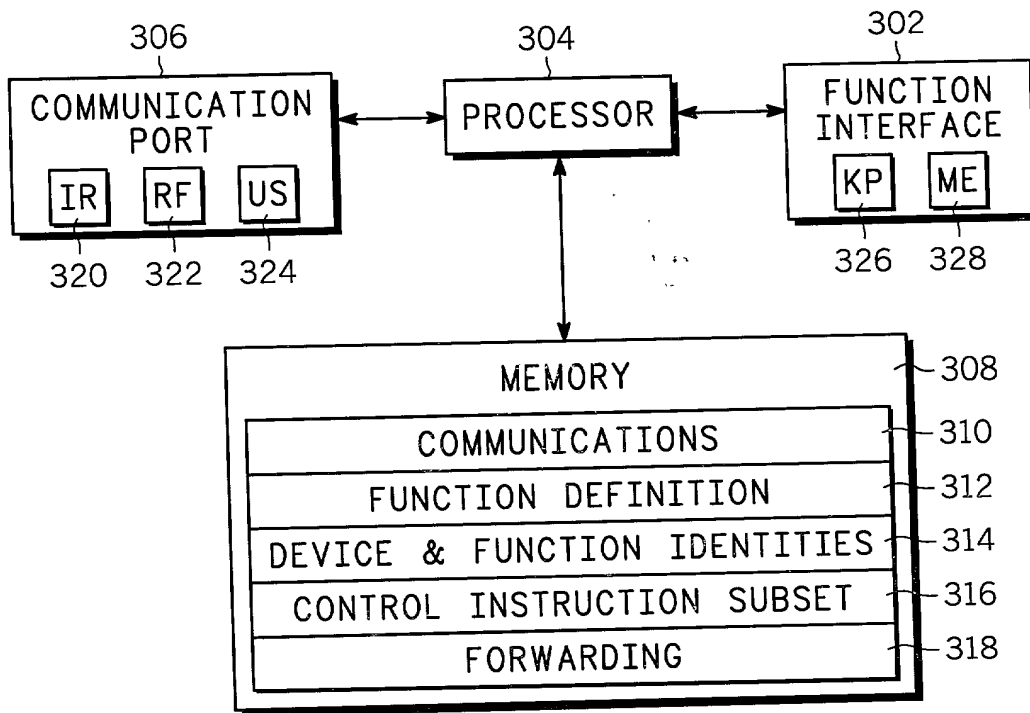 306
304
302
COMMUNICATION
PORT
IR
RF
US
320
322
324
PROCESSOR
FUNCTION
INTERFACE
KP
ME
326
328
MEMORY
308
COMMUNICATIONS
310
FUNCTION DEFINITION
312
DEVICE & FUNCTION IDENTITIES
314
CONTROL INSTRUCTION SUBSET
316
FORWARDING
318